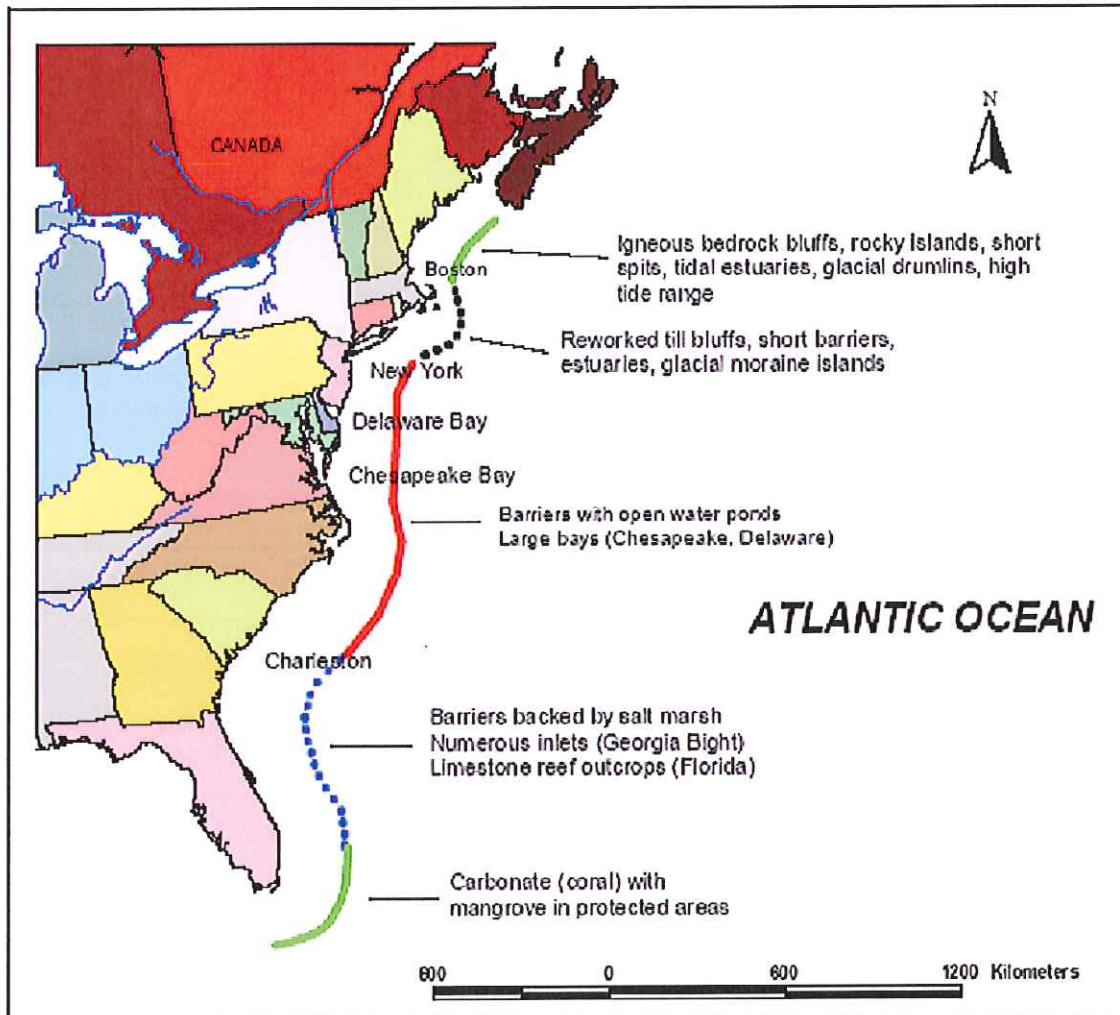 N
CANADA
Igneous bedrock bluffs, rocky islands, short
spits, tidal estuaries, glacial drumlins, high
tide range
Boston
Reworked till bluffs, short barriers,
estuaries, glacial moraine islands
New York
Delaware Bay
Chesapeake Bay
Barriers with open water ponds
Large bays (Chesapeake, Delaware)
ATLANTIC OCEAN
Charleston
Barriers backed by salt marsh
Numerous inlets (Georgia Bight)
Limestone reef outcrops (Florida)
Carbonate (coral) with
mangrove in protected areas
600 0 600 1200 Kilometers